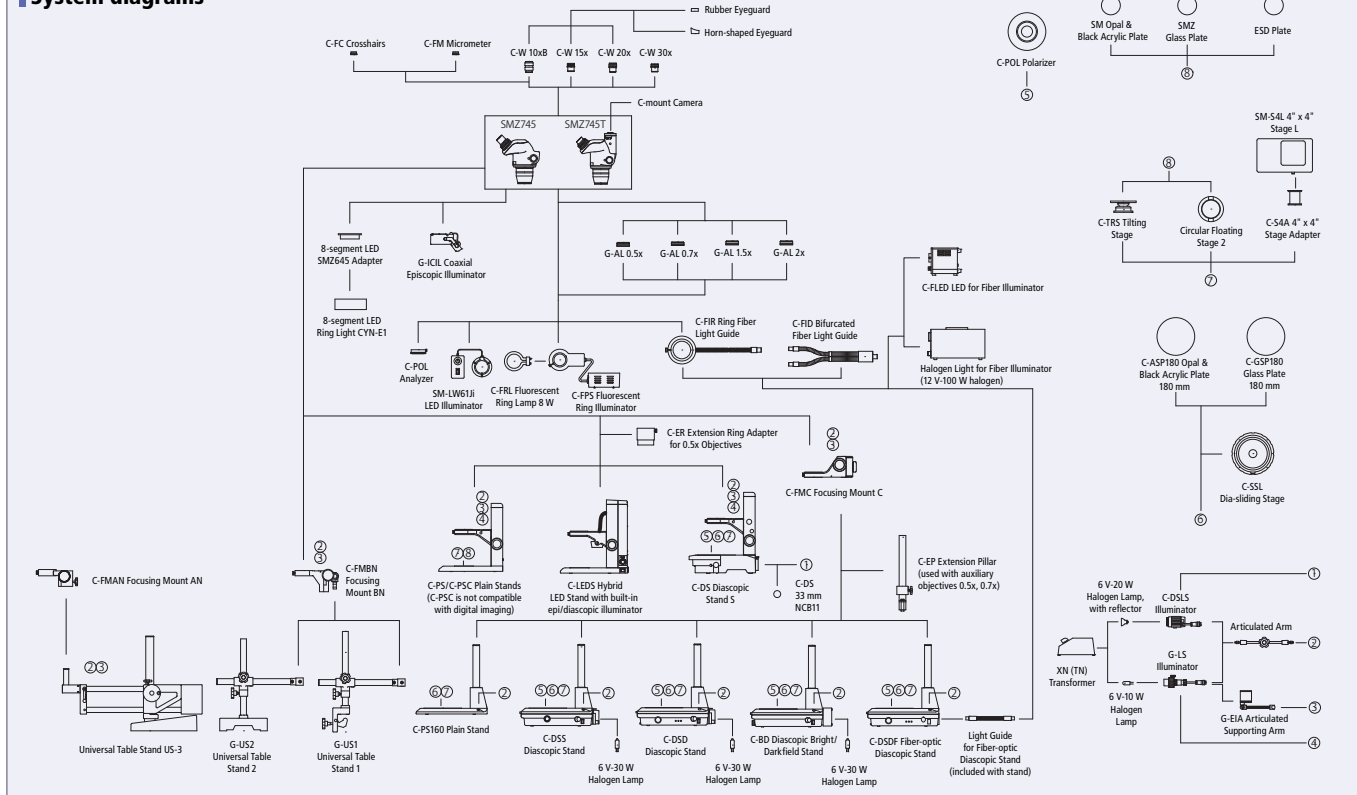 System diagrams
Rubber Eyeguard
Horn-shaped Eyeguard
C-FC Crosshairs
C-FM Micrometer
C-W 10xB
C-W 15x
C-W 20x
C-W 30x
C-mount Camera
SMZ745
SMZ745T
C-POL Polarizer
⑤
SM Opal &
Black Acrylic Plate
SMZ
Glass Plate
ESD Plate
⑧
SM-S4L 4" x 4"
Stage L
⑧
C-TRS Tilting
Stage
Circular Floating
Stage 2
C-S4A 4" x 4"
Stage Adapter
⑦
8-segment LED
SMZ645 Adapter
G-ICIL Coaxial
Episcopic Illuminator
8-segment LED
Ring Light CYN-E1
G-AL 0.5x
G-AL 0.7x
G-AL 1.5x
G-AL 2x
C-FLED LED for Fiber Illuminator
C-FIR Ring Fiber
Light Guide
C-FID Bifurcated
Fiber Light Guide
Halogen Light for Fiber Illuminator
(12 V-100 W halogen)
C-POL
Analyzer
SM-LW61Ji
LED Illuminator
C-FRL Fluorescent
Ring Lamp 8 W
C-FPS Fluorescent
Ring Illuminator
C-ASP180 Opal &
Black Acrylic Plate
180 mm
C-GSP180
Glass Plate
180 mm
C-SSL
Dia-sliding Stage
⑥
C-ER Extension Ring Adapter
for 0.5x Objectives
②
③
C-FMC Focusing Mount C
②
③
④
⑦⑧
C-PS/C-PSC Plain Stands
(C-PSC is not compatible
with digital imaging)
C-LEDS Hybrid
LED Stand with built-in
epi/diascopic illuminator
②
③
④
⑤⑥⑦
C-DS Diascopic
Stand S
①
C-DS
33 mm
NCB11
C-EP Extension Pillar
(used with auxiliary
objectives 0.5x, 0.7x)
C-FMAN Focusing Mount AN
②
③
C-FMBN
Focusing
Mount BN
②③
Universal Table Stand US-3
G-US2
Universal Table
Stand 2
G-US1
Universal Table
Stand 1
⑥⑦
②
C-PS160 Plain Stand
⑤⑥⑦
②
C-DSS
Diascopic Stand
6 V-30 W
Halogen Lamp
⑤⑥⑦
②
C-DSD
Diascopic Stand
6 V-30 W
Halogen Lamp
⑤⑥⑦
②
C-BD Diascopic Bright/
Darkfield Stand
6 V-30 W
Halogen Lamp
⑤⑥⑦
②
C-DSDF Fiber-optic
Diascopic Stand
Light Guide
for Fiber-optic
Diascopic Stand
(included with stand)
6 V-20 W
Halogen Lamp,
with reflector
C-DSLS
Illuminator
①
Articulated Arm
②
XN (TN)
Transformer
G-LS
Illuminator
6 V-10 W
Halogen
Lamp
G-EIA Articulated
Supporting Arm
③
④